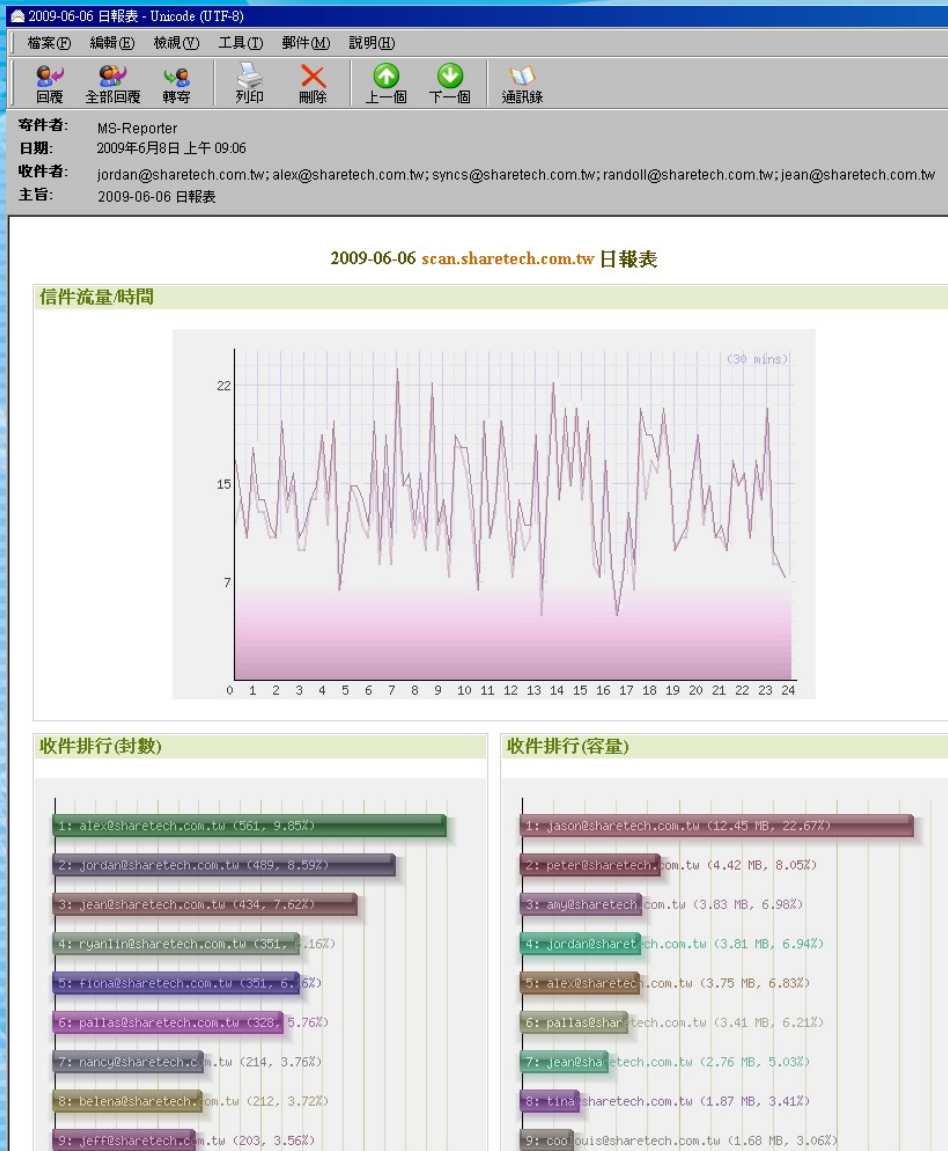 2009-06-06 日報表 - Unicode (UTF-8)
檔案(F) 編輯(E) 檢視(V) 工具(T) 郵件(M) 說明(H)
回覆 全部回覆 轉寄 列印 刪除 上一個 下一個 通訊錄
寄件者: MS-Reporter
日期: 2009年6月8日 上午 09:06
收件者: jordan@sharetech.com.tw; alex@sharetech.com.tw; syncs@sharetech.com.tw; randoll@sharetech.com.tw; jean@sharetech.com.tw
主旨: 2009-06-06 日報表
2009-06-06 scan.sharetech.com.tw 日報表
信件流量/時間
(30 mins)
22
15
7
0 1 2 3 4 5 6 7 8 9 10 11 12 13 14 15 16 17 18 19 20 21 22 23 24
收件排行(封數)
1: alex@sharetech.com.tw (561, 9.85%)
2: jordan@sharetech.com.tw (489, 8.59%)
3: jean@sharetech.com.tw (434, 7.62%)
4: ryanlin@sharetech.com.tw (351, 6.16%)
5: fiona@sharetech.com.tw (351, 6.16%)
6: pallas@sharetech.com.tw (328, 5.76%)
7: nancy@sharetech.com.tw (214, 3.76%)
8: belena@sharetech.com.tw (212, 3.72%)
9: jeff@sharetech.com.tw (203, 3.56%)
收件排行(容量)
1: jason@sharetech.com.tw (12.45 MB, 22.67%)
2: peter@sharetech.com.tw (4.42 MB, 8.05%)
3: amy@sharetech.com.tw (3.83 MB, 6.98%)
4: jordan@sharetech.com.tw (3.81 MB, 6.94%)
5: alex@sharetech.com.tw (3.75 MB, 6.83%)
6: pallas@sharetech.com.tw (3.41 MB, 6.21%)
7: jean@sharetech.com.tw (2.76 MB, 5.03%)
8: tina@sharetech.com.tw (1.87 MB, 3.41%)
9: coolouis@sharetech.com.tw (1.68 MB, 3.06%)